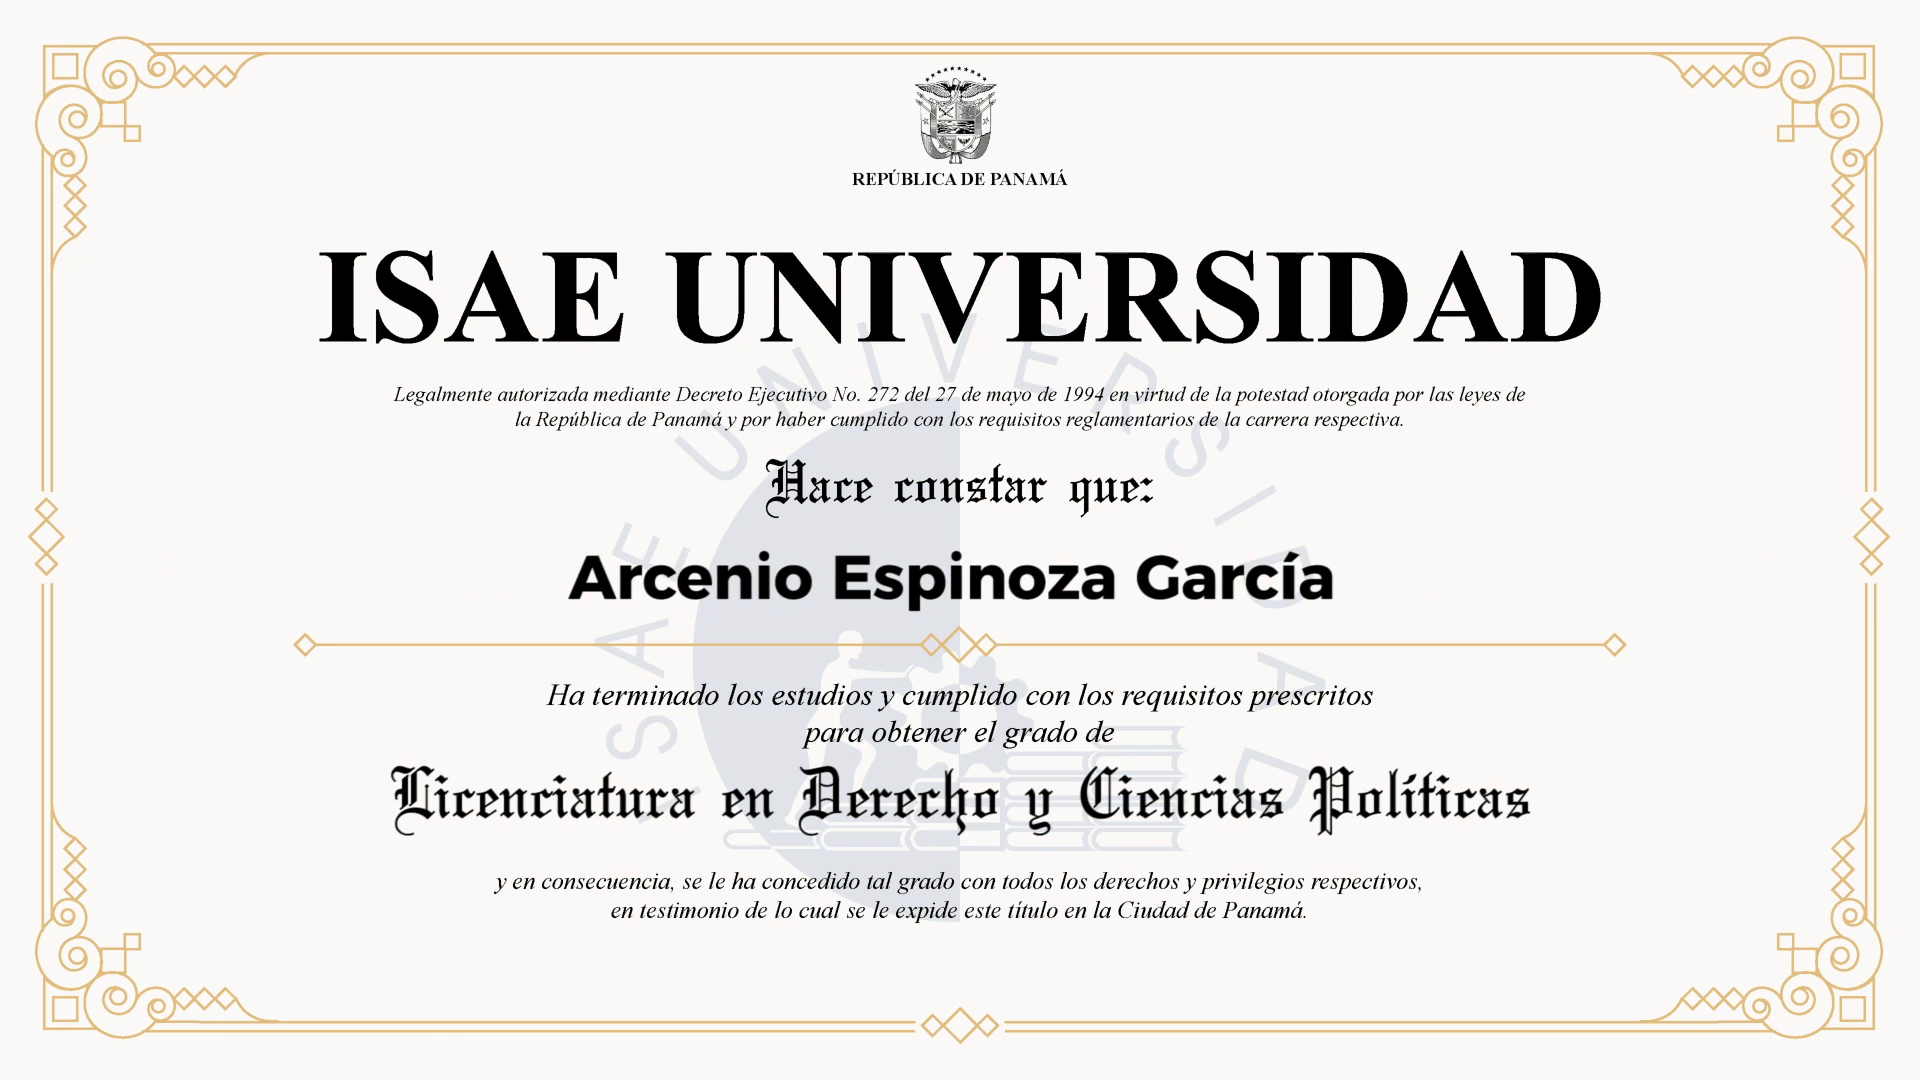 REPÚBLICA DE PANAMÁ
ISAE UNIVERSIDAD
Legalmente autorizada mediante Decreto Ejecutivo No. 272 del 27 de mayo de 1994 en virtud de la potestad otorgada por las leyes de
la República de Panamá y por haber cumplido con los requisitos reglamentarios de la carrera respectiva.
Hace constar que:
Arcenio Espinoza García
Ha terminado los estudios y cumplido con los requisitos prescritos
para obtener el grado de
Licenciatura en Derecho y Ciencias Políticas
y en consecuencia, se le ha concedido tal grado con todos los derechos y privilegios respectivos,
en testimonio de lo cual se le expide este título en la Ciudad de Panamá.
ISAE UNIVERSIDAD